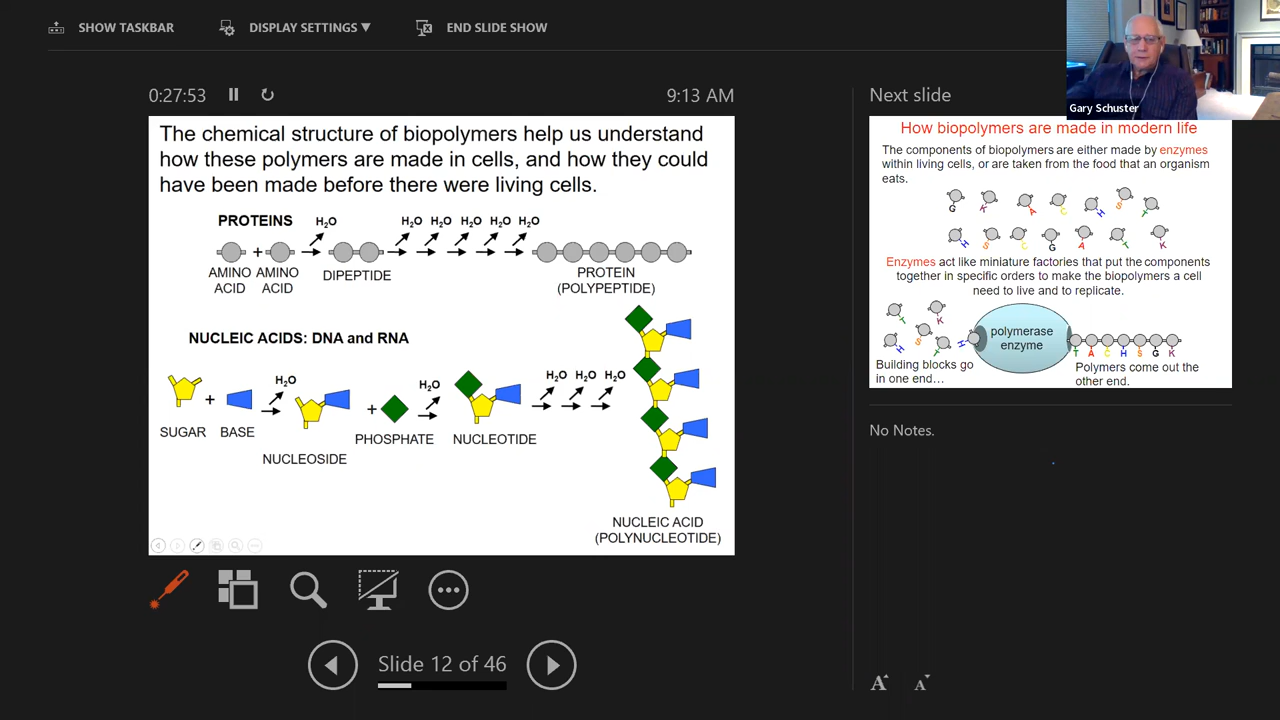 SHOW TASKBAR
DISPLAY SETTINGS ▼
END SLIDE SHOW
0:27:53
9:13 AM
The chemical structure of biopolymers help us understand
how these polymers are made in cells, and how they could
have been made before there were living cells.
PROTEINS
H₂O
H₂O H₂O H₂O H₂O H₂O
+
AMINO AMINO
ACID ACID
DIPEPTIDE
PROTEIN
(POLYPEPTIDE)
NUCLEIC ACIDS: DNA and RNA
H₂O
H₂O
H₂O H₂O H₂O
+
+
SUGAR BASE
NUCLEOSIDE
PHOSPHATE
NUCLEOTIDE
NUCLEIC ACID
(POLYNUCLEOTIDE)
Slide 12 of 46
Next slide
Gary Schuster
How biopolymers are made in modern life
The components of biopolymers are either made by enzymes
within living cells, or are taken from the food that an organism
eats.
G K A C H S T
H S C G A T K
Enzymes act like miniature factories that put the components
together in specific orders to make the biopolymers a cell
need to live and to replicate.
T K
H S T H
polymerase
enzyme
T A C H S G K
Building blocks go
in one end…
Polymers come out the
other end.
No Notes.
A A